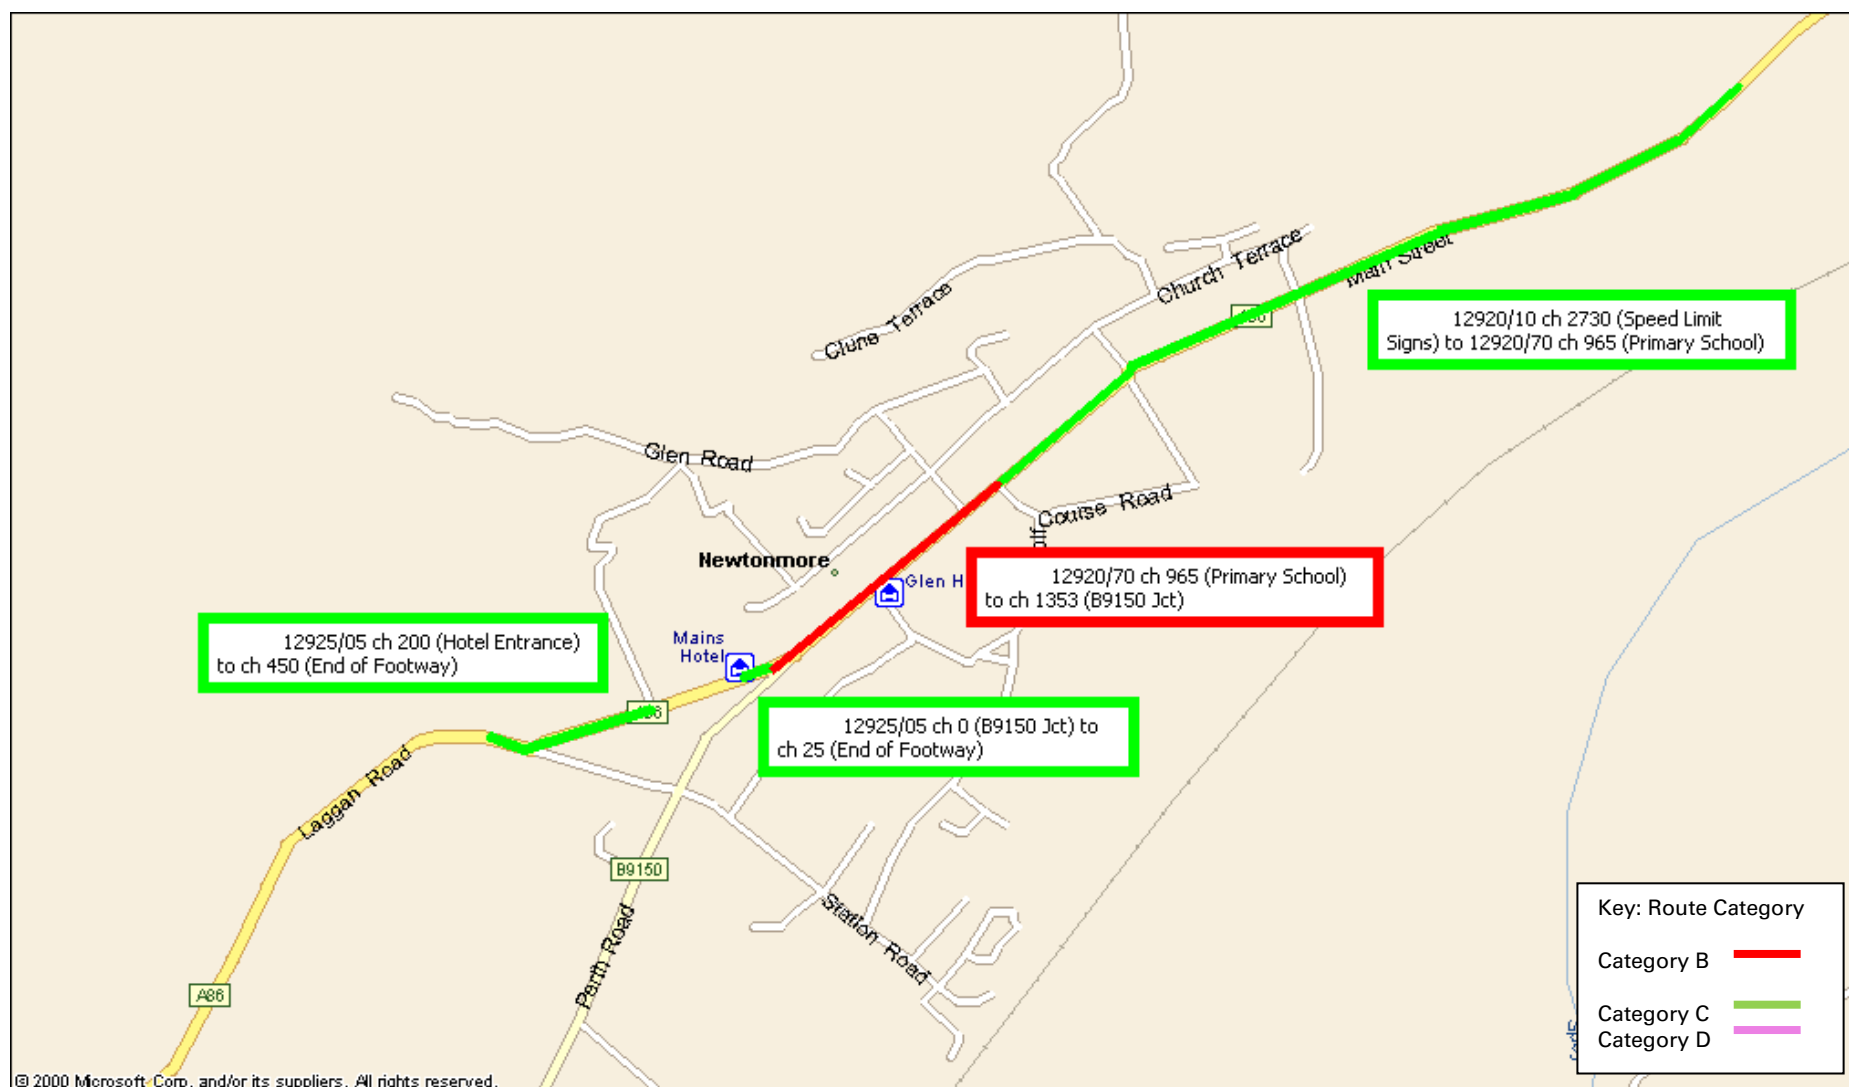 Church Terrace
Main Street
Clune Terrace
12920/10 ch 2730 (Speed Limit
Signs) to 12920/70 ch 965 (Primary School)
Glen Road
Course Road
Newtonmore
Glen H
12920/70 ch 965 (Primary School)
to ch 1353 (B9150 Jct)
12925/05 ch 200 (Hotel Entrance)
to ch 450 (End of Footway)
Mains
Hotel
12925/05 ch 0 (B9150 Jct) to
ch 25 (End of Footway)
Laggan Road
B9150
Station Road
Perth Road
A86
Key: Route Category
Category B
Category C
Category D
© 2000 Microsoft Corp. and/or its suppliers. All rights reserved.